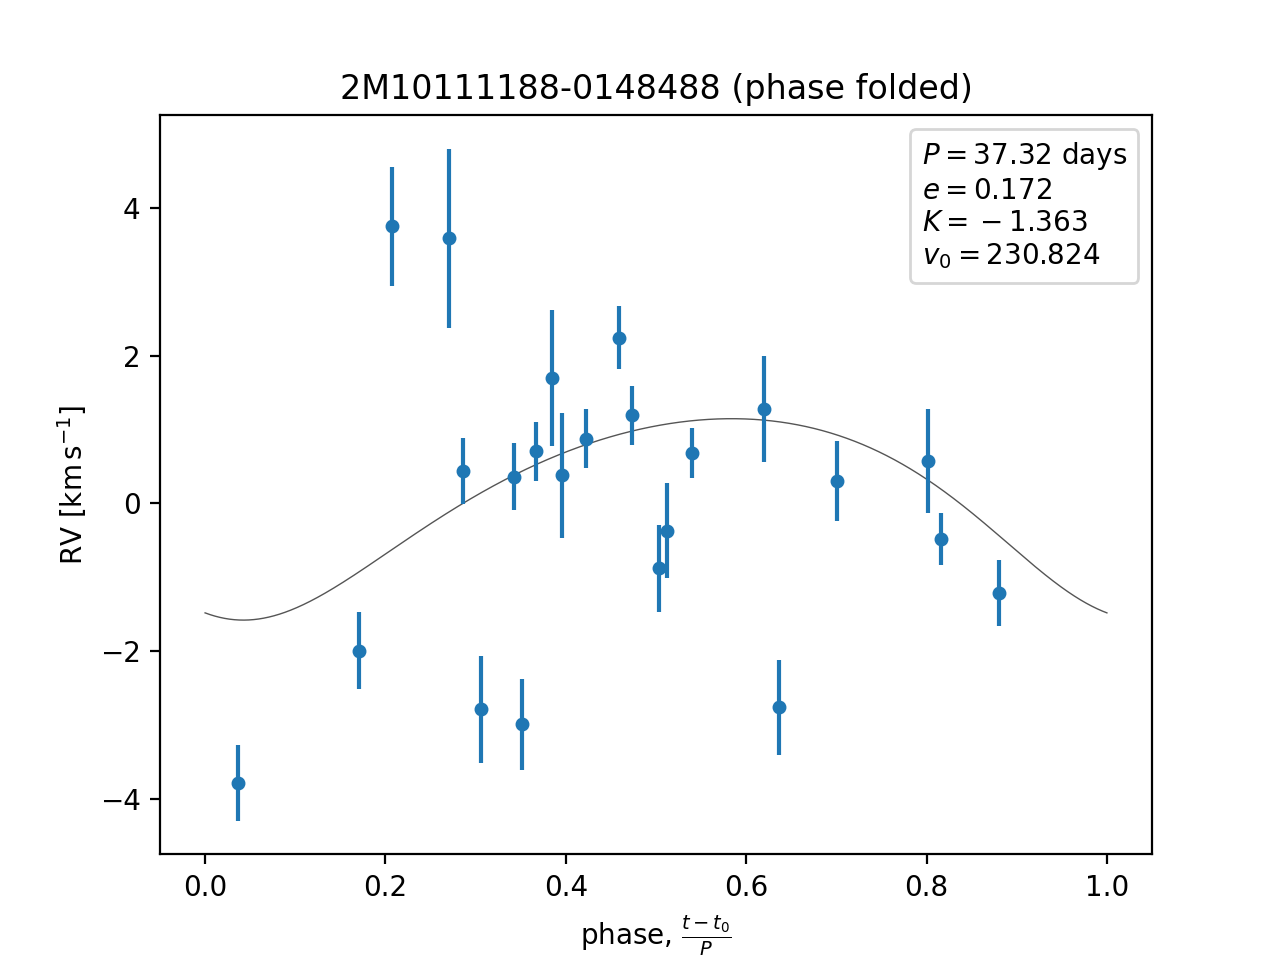 2M10111188-0148488 (phase folded)
P = 37.32 days
e = 0.172
K = −1.363
v₀ = 230.824
RV [km s⁻¹]
4
2
0
−2
−4
0.0 0.2 0.4 0.6 0.8 1.0
phase, (t − t₀)/P